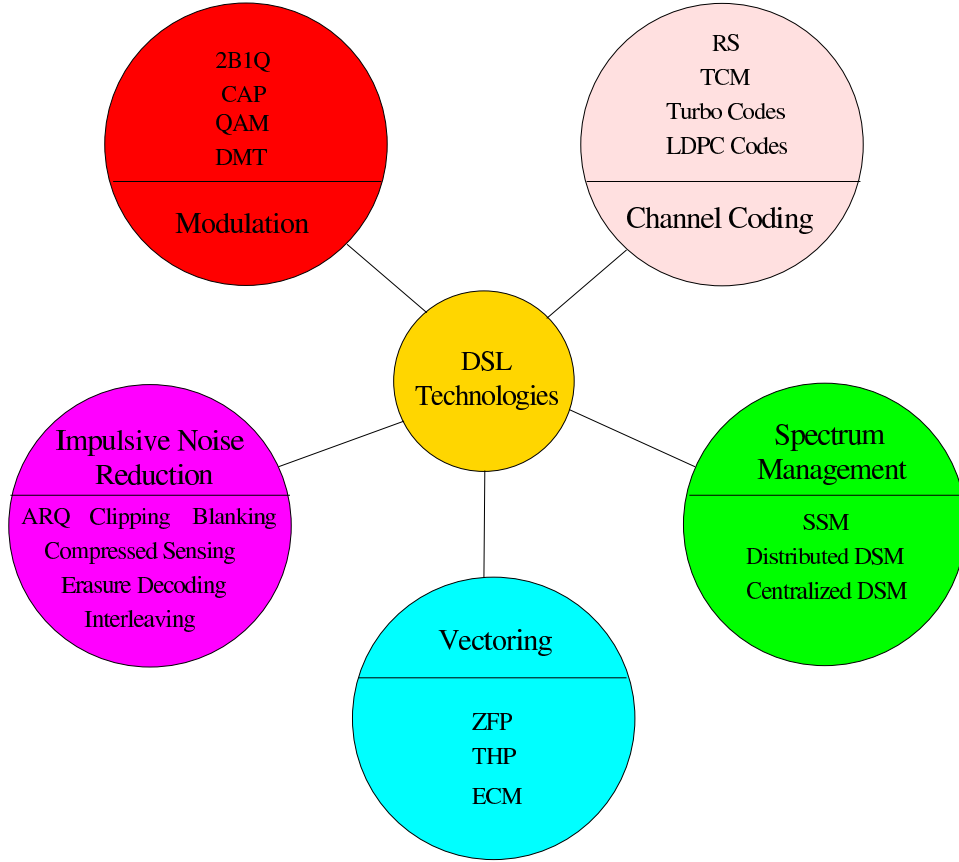 2B1Q
CAP
QAM
DMT
Modulation
RS
TCM
Turbo Codes
LDPC Codes
Channel Coding
DSL
Technologies
Impulsive Noise
Reduction
ARQ Clipping Blanking
Compressed Sensing
Erasure Decoding
Interleaving
Spectrum
Management
SSM
Distributed DSM
Centralized DSM
Vectoring
ZFP
THP
ECM